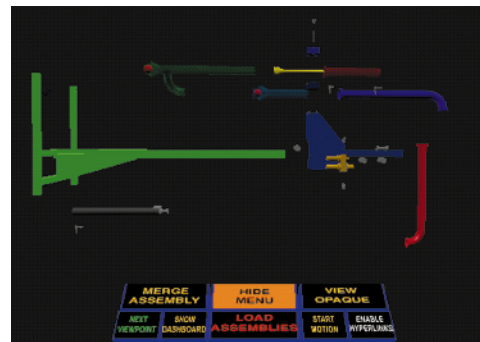 MERGE
ASSEMBLY
HIDE
MENU
VIEW
OPAQUE
NEXT
VIEWPOINT
SHOW
DASHBOARD
LOAD
ASSEMBLIES
START
MOTION
ENABLE
HYPERLINKS